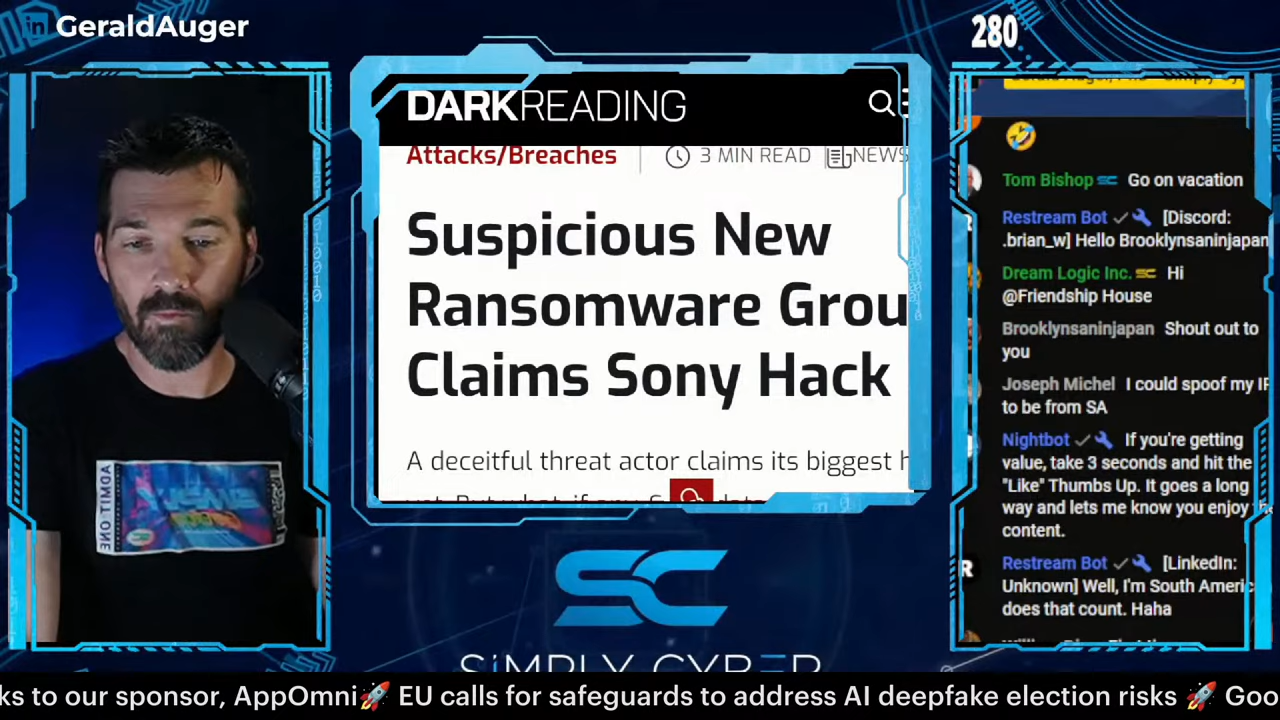 in GeraldAuger
280
DARKREADING
Attacks/Breaches
3 MIN READ
NEWS
Suspicious New
Ransomware Grou
Claims Sony Hack
A deceitful threat actor claims its biggest h
ADMIT ONE
SC
SiMPLY CYBER
Tom Bishop Go on vacation
Restream Bot [Discord:
.brian_w] Hello Brooklynsaninjapan
Dream Logic Inc. Hi
@Friendship House
Brooklynsaninjapan Shout out to
you
Joseph Michel I could spoof my IP
to be from SA
Nightbot If you're getting
value, take 3 seconds and hit the
"Like" Thumbs Up. It goes a long
way and lets me know you enjoy the
content.
Restream Bot [LinkedIn:
Unknown] Well, I'm South Americ
does that count. Haha
ks to our sponsor, AppOmni🚀 EU calls for safeguards to address AI deepfake election risks 🚀 Goo